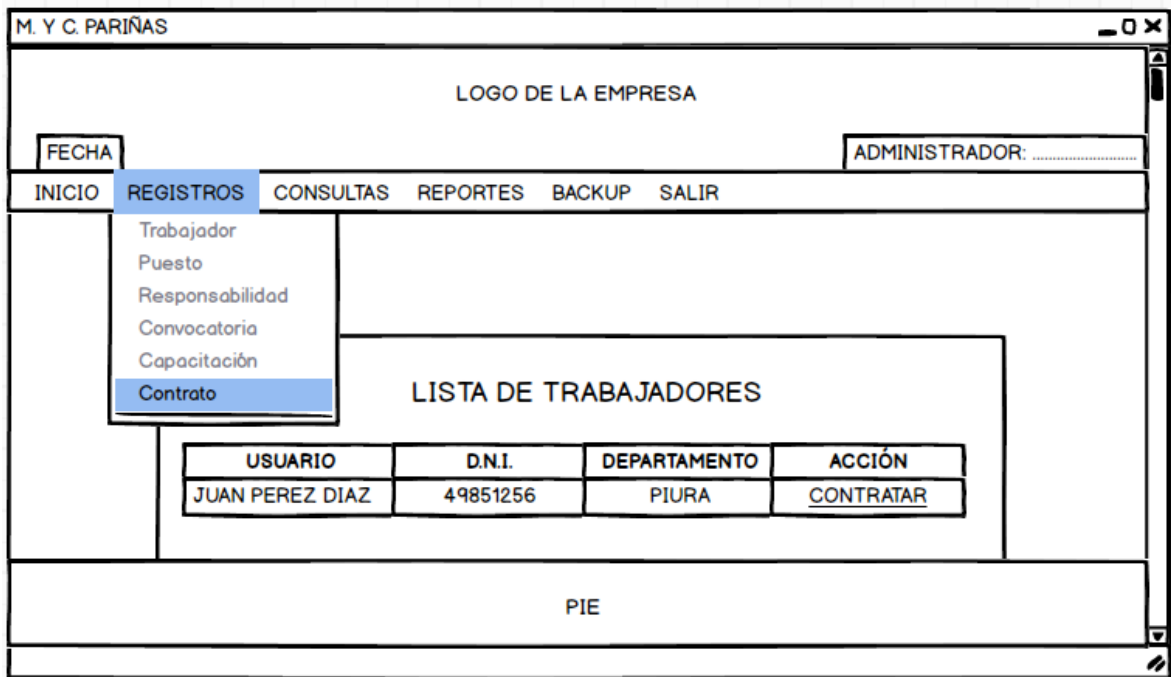 M. Y C. PARIÑAS
LOGO DE LA EMPRESA
FECHA
ADMINISTRADOR: ............................
INICIO REGISTROS CONSULTAS REPORTES BACKUP SALIR
Trabajador
Puesto
Responsabilidad
Convocatoria
Capacitación
Contrato
LISTA DE TRABAJADORES
USUARIO D.N.I. DEPARTAMENTO ACCIÓN
JUAN PEREZ DIAZ 49851256 PIURA CONTRATAR
PIE